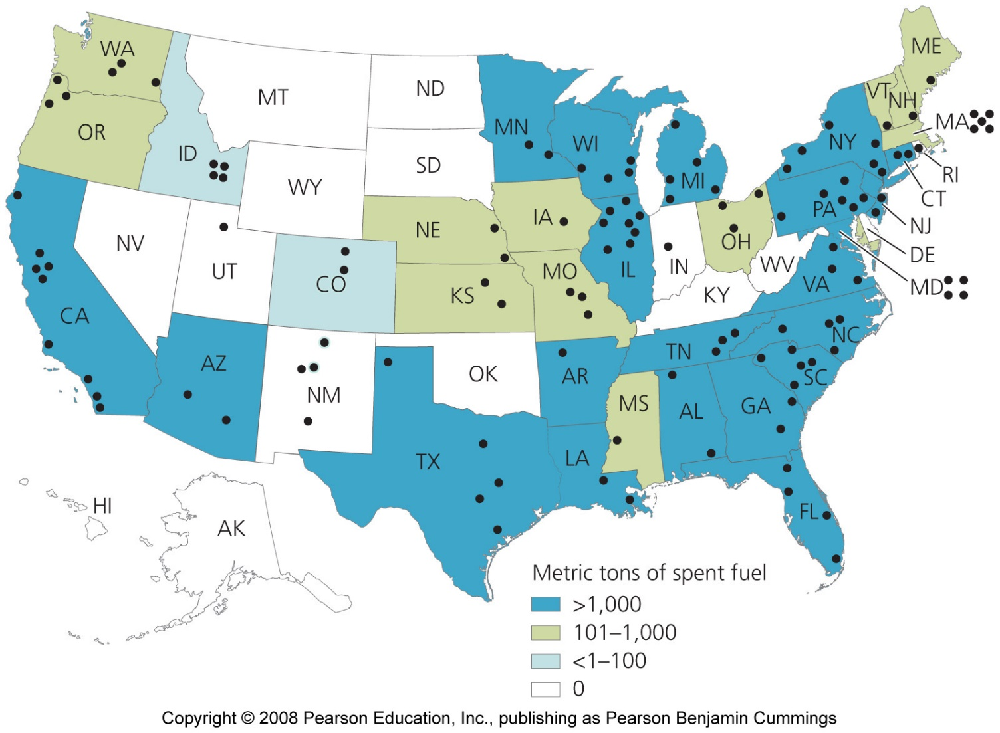 WA
OR
ID
MT
ND
SD
WY
NE
NV
UT
CO
KS
CA
AZ
NM
OK
TX
MN
WI
MI
IA
MO
IL
IN
OH
KY
WV
TN
AR
LA
MS
AL
GA
FL
SC
NC
VA
PA
NY
VT
NH
ME
MA
RI
CT
NJ
DE
MD
HI
AK
Metric tons of spent fuel
>1,000
101–1,000
<1–100
0
Copyright © 2008 Pearson Education, Inc., publishing as Pearson Benjamin Cummings